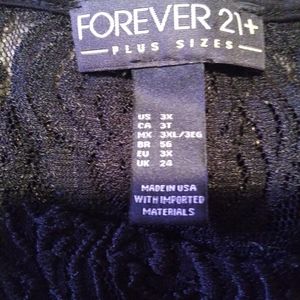 FOREVER 21+
PLUS SIZES
US 3X
CA 3T
MX 3XL/3EG
BR 56
EU 3X
UK 24
MADE IN USA
WITH IMPORTED
MATERIALS